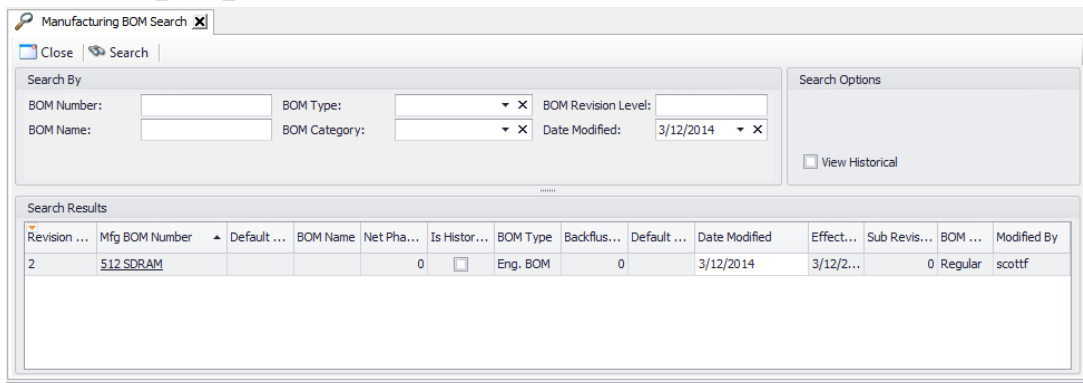 Manufacturing BOM Search X
Close Search
Search By Search Options
BOM Number: BOM Type: BOM Revision Level:
BOM Name: BOM Category: Date Modified: 3/12/2014
View Historical
Search Results
Revision ... Mfg BOM Number Default ... BOM Name Net Pha... Is Histor... BOM Type Backflus... Default ... Date Modified Effect... Sub Revis... BOM ... Modified By
2 512 SDRAM 0 Eng. BOM 0 3/12/2014 3/12/2... 0 Regular scottf